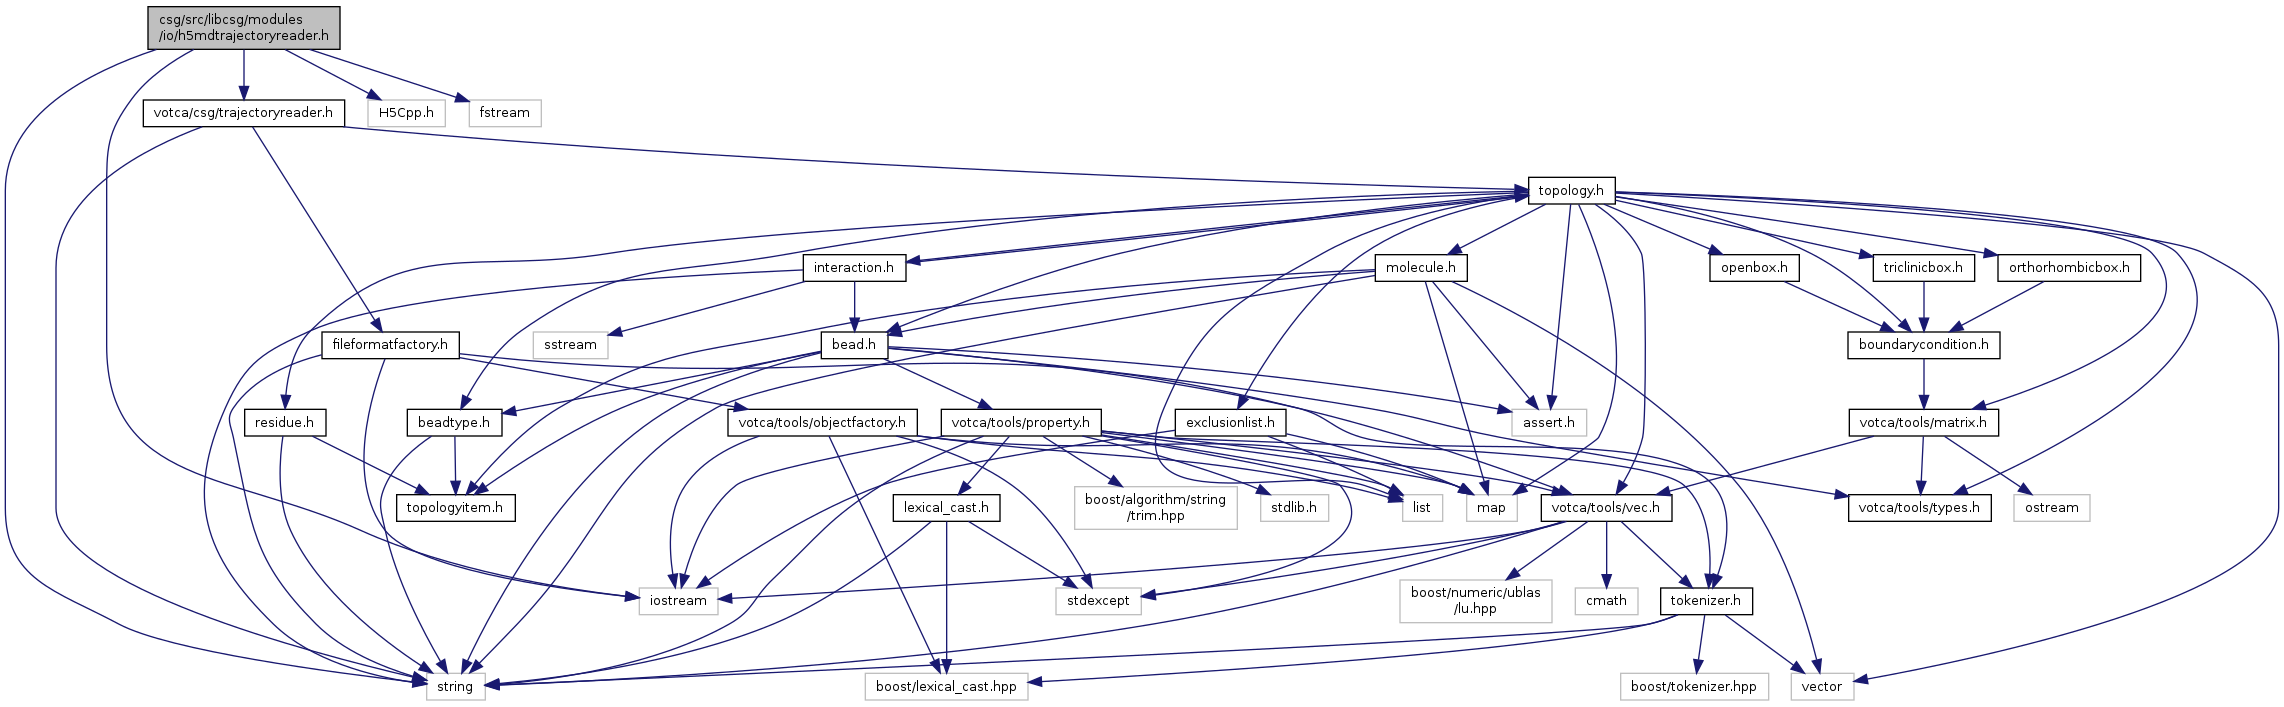 csg/src/libcsg/modules
/io/h5mdtrajectoryreader.h
votca/csg/trajectoryreader.h
H5Cpp.h
fstream
topology.h
interaction.h
molecule.h
openbox.h
triclinicbox.h
orthorhombicbox.h
fileformatfactory.h
sstream
bead.h
boundarycondition.h
residue.h
beadtype.h
votca/tools/objectfactory.h
votca/tools/property.h
exclusionlist.h
assert.h
votca/tools/matrix.h
topologyitem.h
lexical_cast.h
boost/algorithm/string
/trim.hpp
stdlib.h
list
map
votca/tools/vec.h
votca/tools/types.h
ostream
iostream
stdexcept
boost/numeric/ublas
/lu.hpp
cmath
tokenizer.h
string
boost/lexical_cast.hpp
boost/tokenizer.hpp
vector